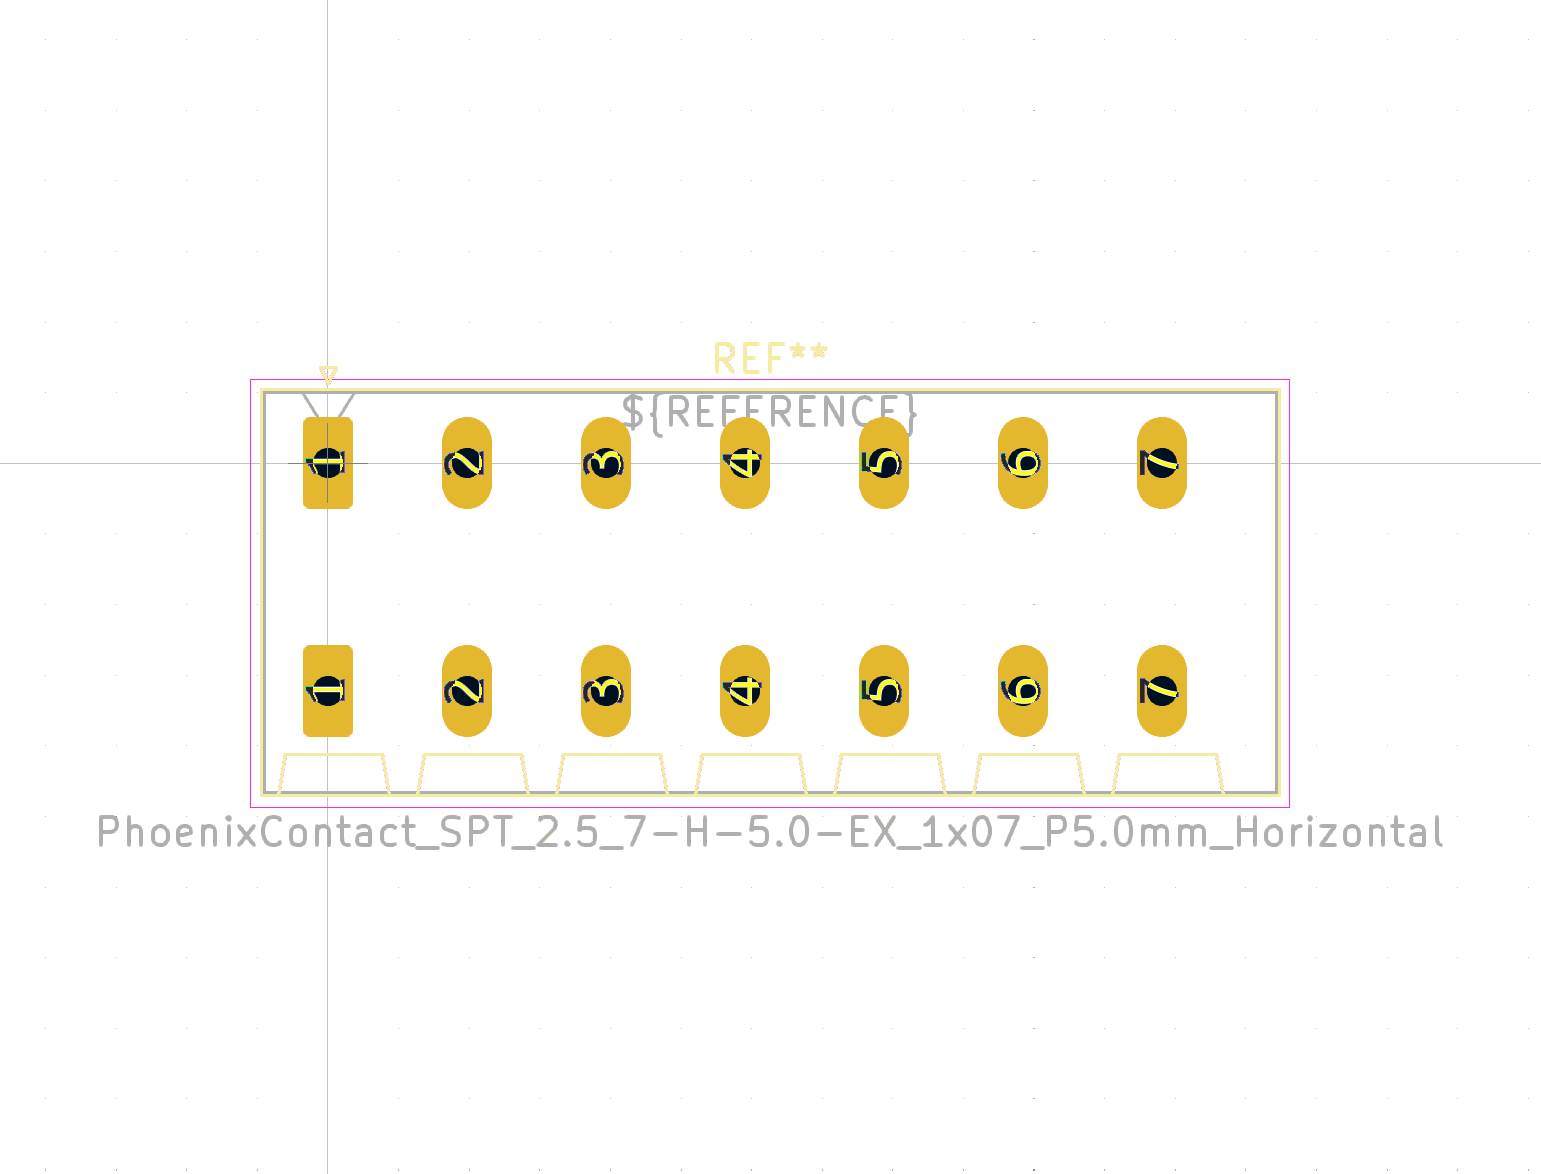 REF**
${REFERENCE}
1 2 3 4 5 6 7
1 2 3 4 5 6 7
PhoenixContact_SPT_2.5_7-H-5.0-EX_1x07_P5.0mm_Horizontal